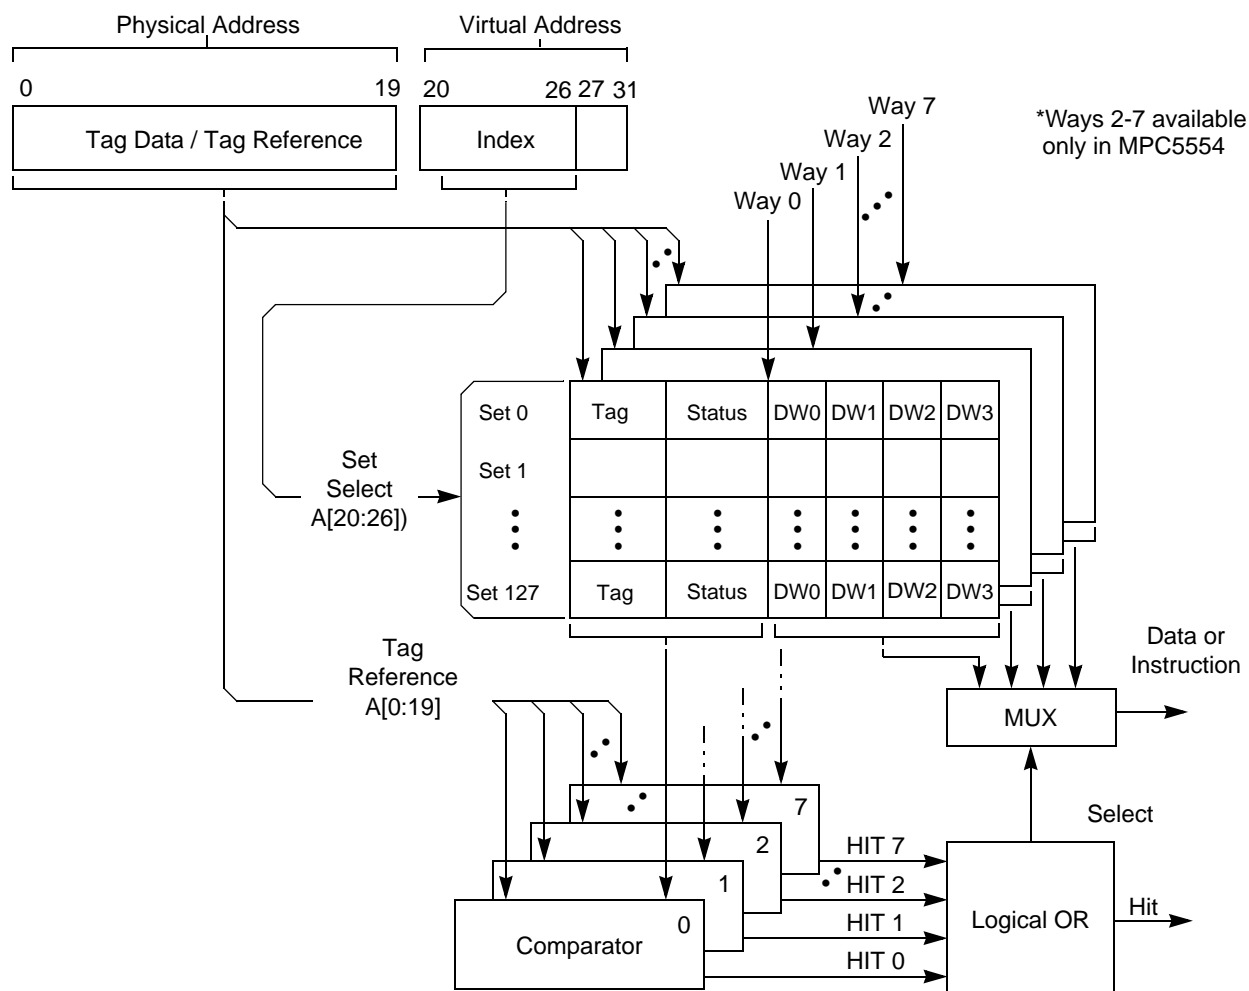 Physical Address
Virtual Address
0
19
20
26
27
31
Tag Data / Tag Reference
Index
Way 7
Way 2
Way 1
Way 0
*Ways 2-7 available
only in MPC5554
Set 0
Tag
Status
DW0
DW1
DW2
DW3
Set 1
Set
Select
A[20:26])
Set 127
Tag
Status
DW0
DW1
DW2
DW3
Tag
Reference
A[0:19]
Data or
Instruction
MUX
Select
7
2
1
0
Comparator
HIT 7
HIT 2
HIT 1
HIT 0
Logical OR
Hit